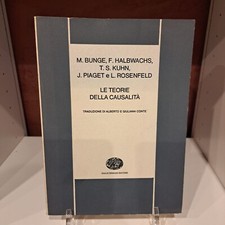 M. BUNGE, F. HALBWACHS,
T. S. KUHN,
J. PIAGET e L. ROSENFELD
LE TEORIE
DELLA CAUSALITÀ
TRADUZIONE DI ALBERTO E GIULIANA CONTE